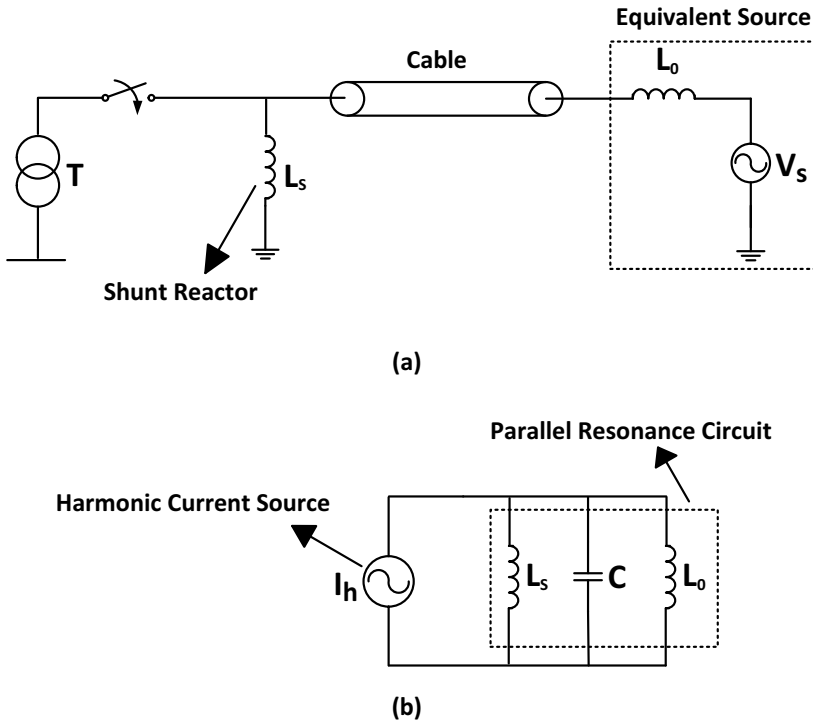 Equivalent Source
Cable
L₀
T
Lₛ
Vₛ
Shunt Reactor
(a)
Parallel Resonance Circuit
Harmonic Current Source
Iₕ
Lₛ
C
L₀
(b)